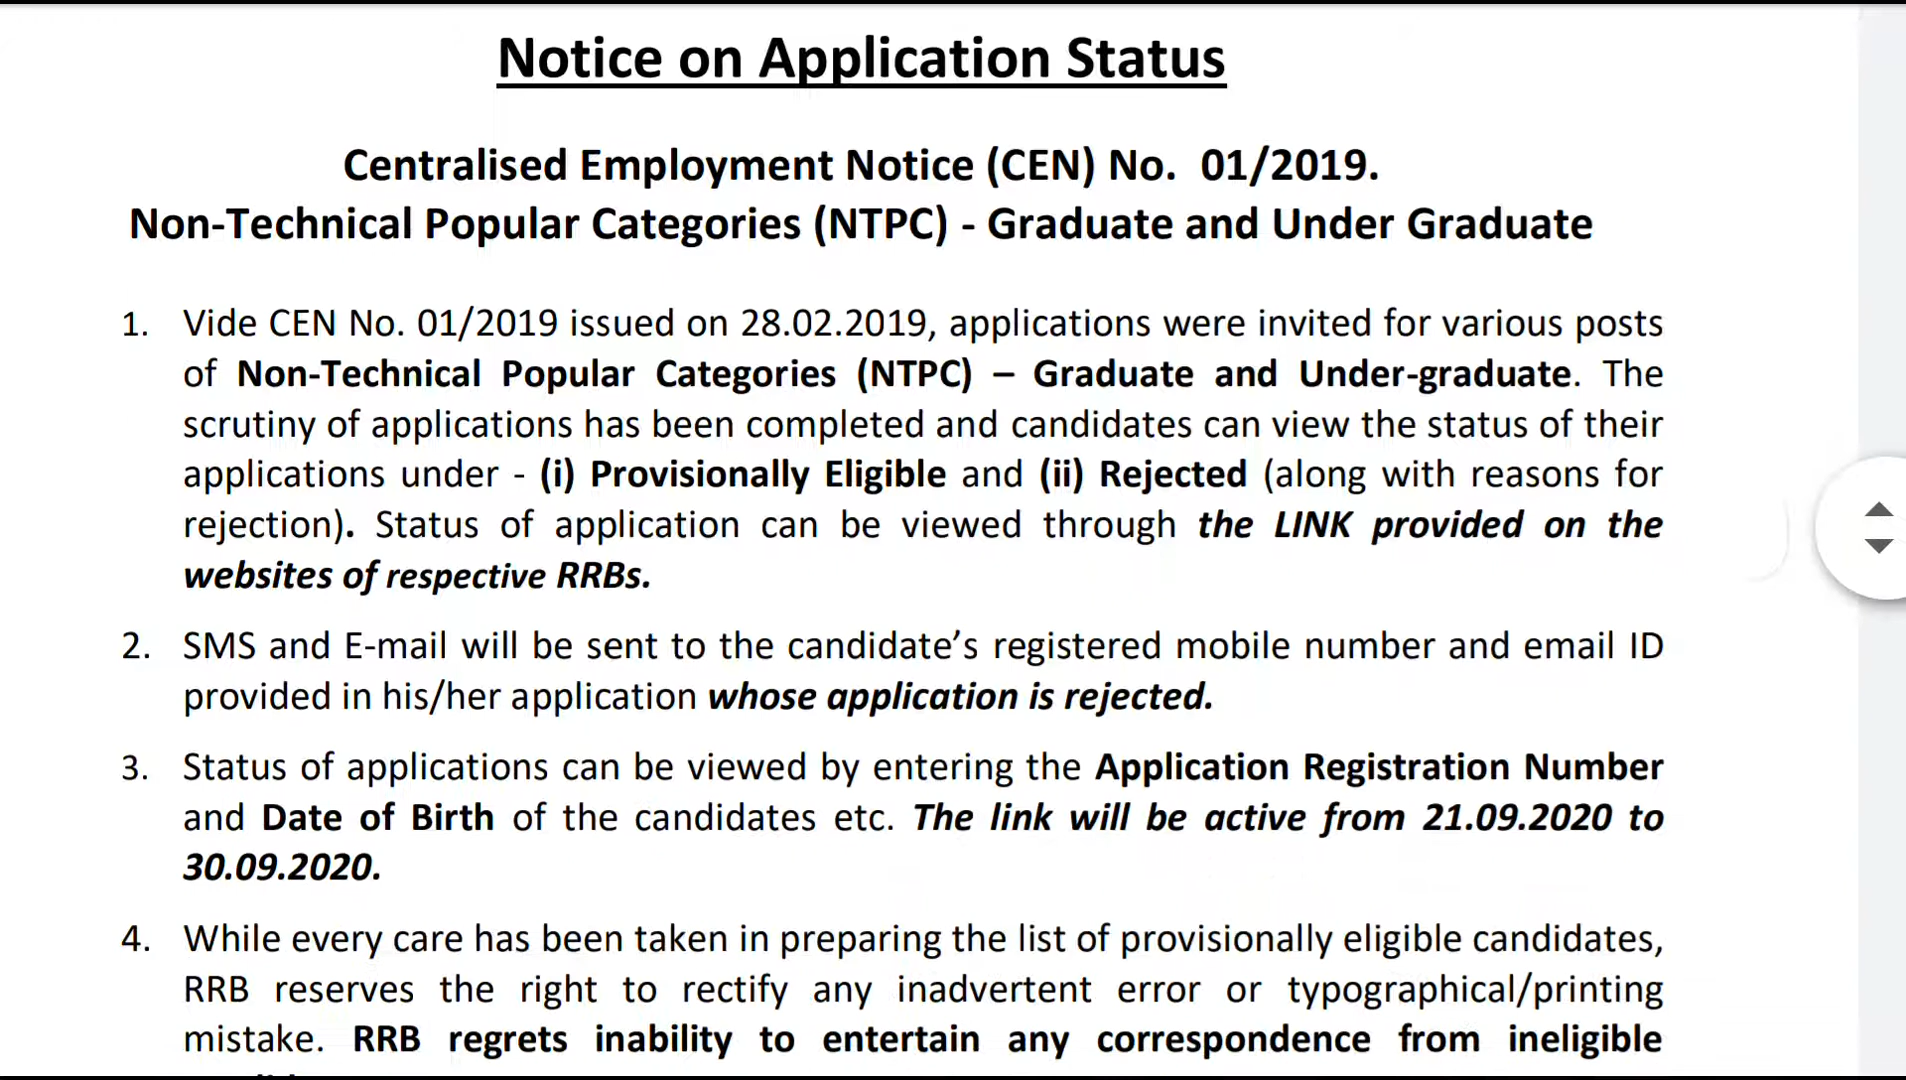 Notice on Application Status
Centralised Employment Notice (CEN) No.  01/2019.
Non-Technical Popular Categories (NTPC) - Graduate and Under Graduate
1. Vide CEN No. 01/2019 issued on 28.02.2019, applications were invited for various posts
of Non-Technical Popular Categories (NTPC) – Graduate and Under-graduate. The
scrutiny of applications has been completed and candidates can view the status of their
applications under - (i) Provisionally Eligible and (ii) Rejected (along with reasons for
rejection). Status of application can be viewed through the LINK provided on the
websites of respective RRBs.
2. SMS and E-mail will be sent to the candidate’s registered mobile number and email ID
provided in his/her application whose application is rejected.
3. Status of applications can be viewed by entering the Application Registration Number
and Date of Birth of the candidates etc. The link will be active from 21.09.2020 to
30.09.2020.
4. While every care has been taken in preparing the list of provisionally eligible candidates,
RRB reserves the right to rectify any inadvertent error or typographical/printing
mistake. RRB regrets inability to entertain any correspondence from ineligible